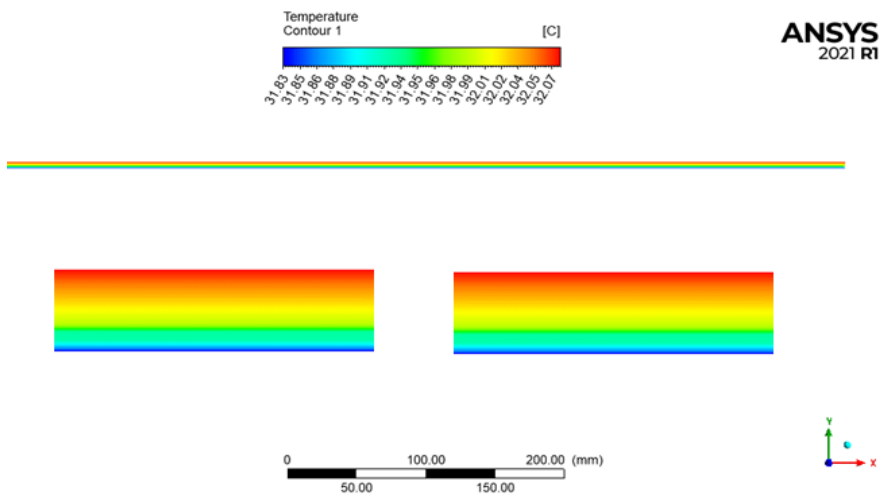 Temperature
Contour 1 [C]
31.83 31.85 31.86 31.88 31.89 31.91 31.92 31.94 31.95 31.96 31.98 31.99 32.01 32.02 32.04 32.05 32.07
ANSYS
2021 R1
0 100.00 200.00 (mm)
50.00 150.00
Y
X